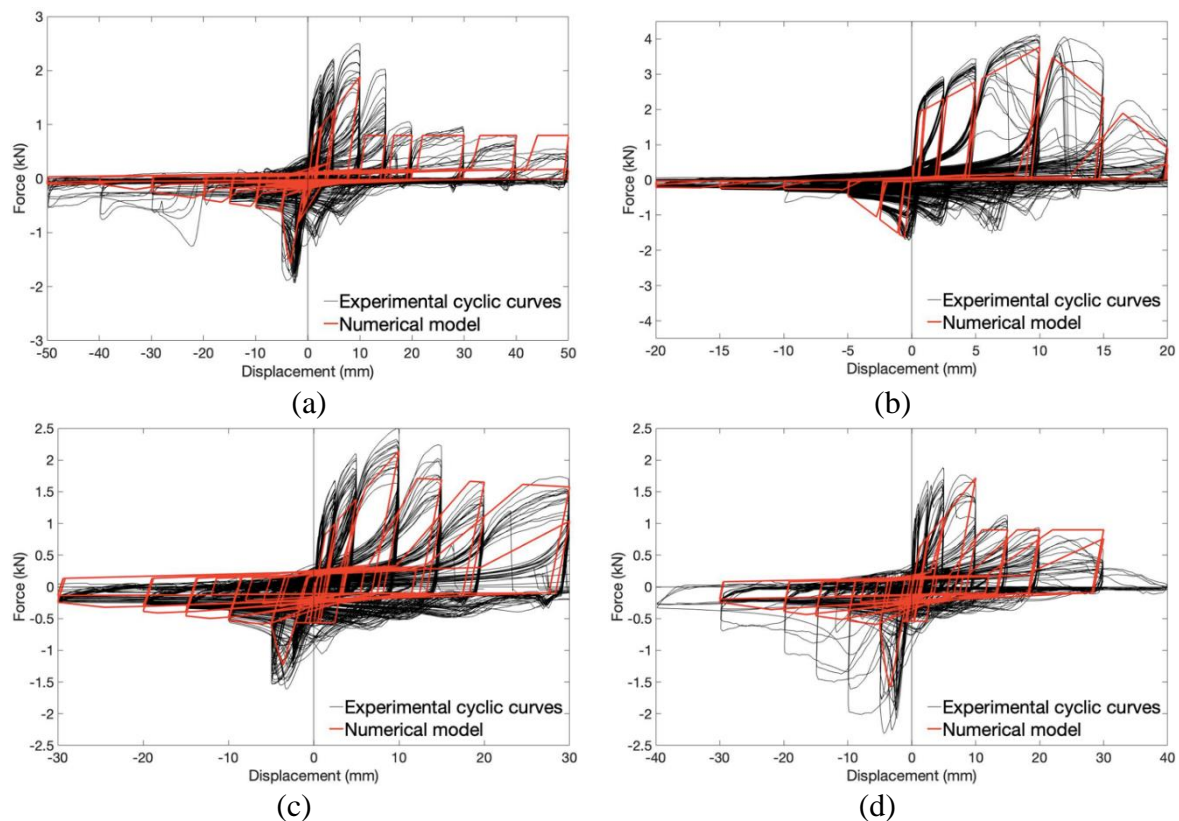 3
2
1
0
-1
-2
-3
Force (kN)
-50 -40 -30 -20 -10 0 10 20 30 40 50
Displacement (mm)
Experimental cyclic curves
Numerical model
(a)
4
3
2
1
0
-1
-2
-3
-4
Force (kN)
-20 -15 -10 -5 0 5 10 15 20
Displacement (mm)
Experimental cyclic curves
Numerical model
(b)
2.5
2
1.5
1
0.5
0
-0.5
-1
-1.5
-2
2.5
Force (kN)
-30 -20 -10 0 10 20 30
Displacement (mm)
Experimental cyclic curves
Numerical model
(c)
2.5
2
1.5
1
0.5
0
-0.5
-1
-1.5
-2
2.5
Force (kN)
-40 -30 -20 -10 0 10 20 30 40
Displacement (mm)
Experimental cyclic curves
Numerical model
(d)